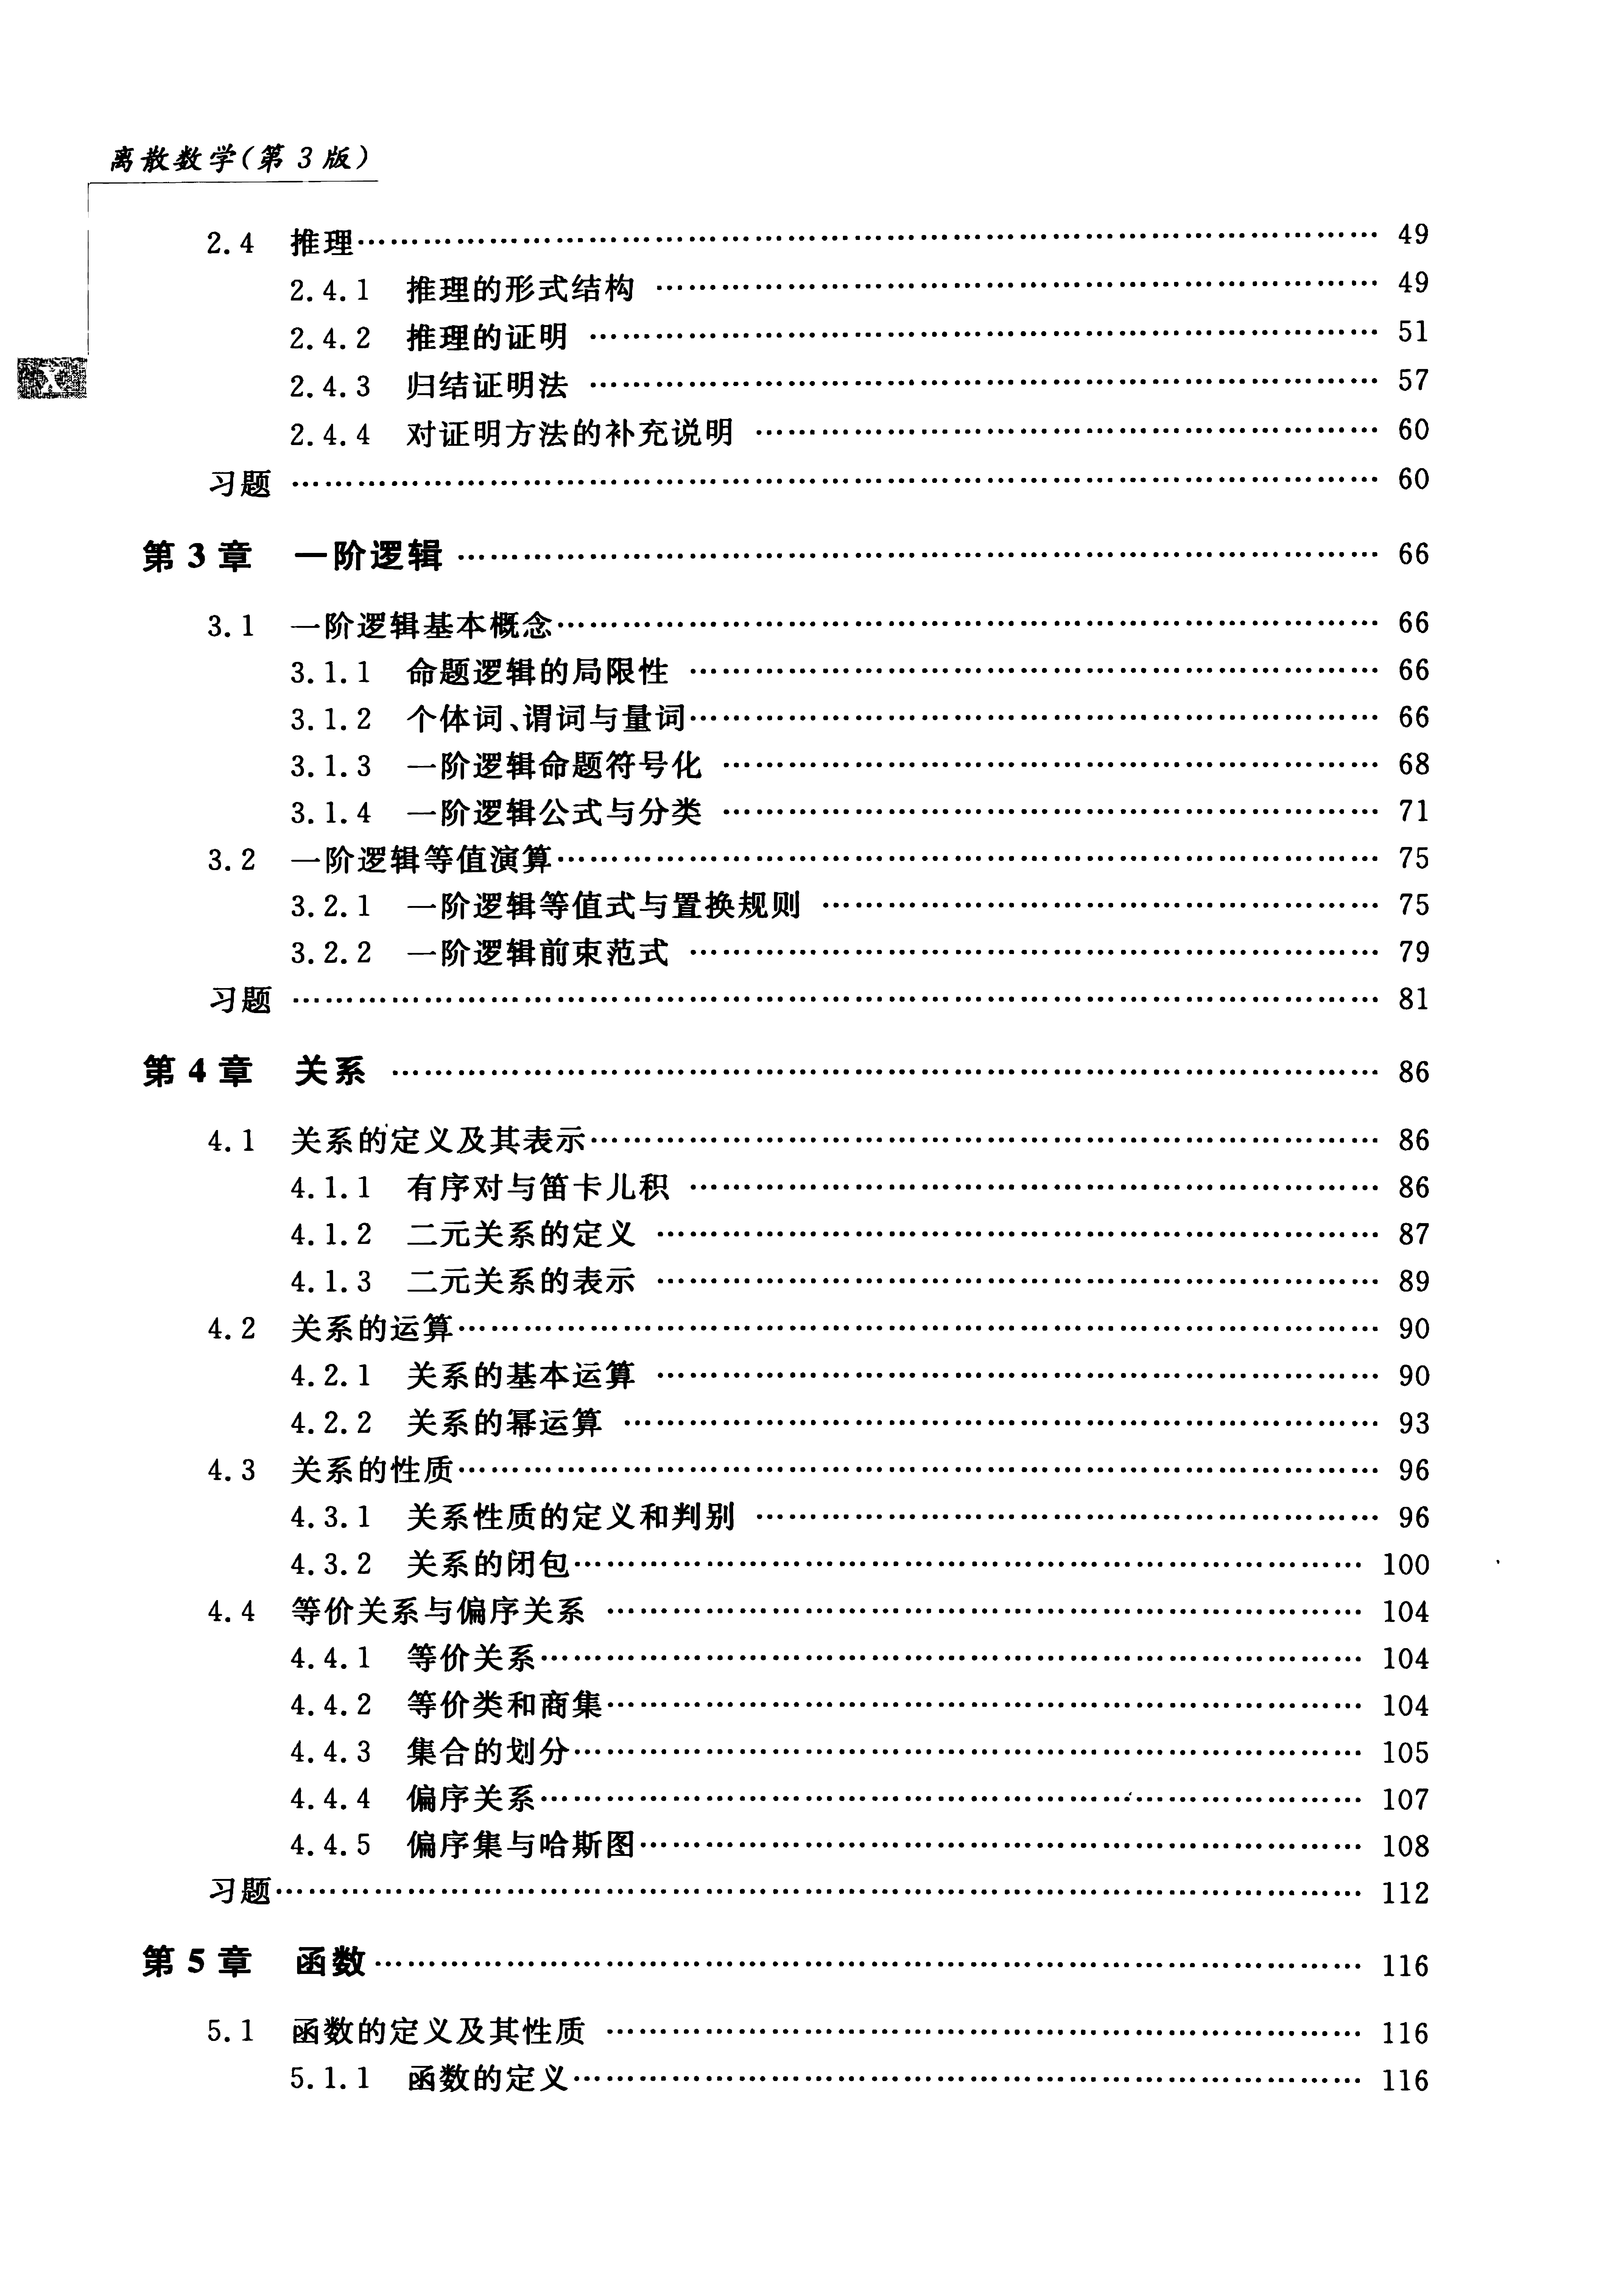 离散数学(第3版)
2.4 推理…… 49
2.4.1 推理的形式结构 …… 49
2.4.2 推理的证明 …… 51
X
2.4.3 归结证明法 …… 57
2.4.4 对证明方法的补充说明 …… 60
习题 …… 60
第3章 一阶逻辑 …… 66
3.1 一阶逻辑基本概念…… 66
3.1.1 命题逻辑的局限性 …… 66
3.1.2 个体词、谓词与量词…… 66
3.1.3 一阶逻辑命题符号化 …… 68
3.1.4 一阶逻辑公式与分类 …… 71
3.2 一阶逻辑等值演算…… 75
3.2.1 一阶逻辑等值式与置换规则 …… 75
3.2.2 一阶逻辑前束范式 …… 79
习题 …… 81
第4章 关系 …… 86
4.1 关系的定义及其表示…… 86
4.1.1 有序对与笛卡儿积 …… 86
4.1.2 二元关系的定义 …… 87
4.1.3 二元关系的表示 …… 89
4.2 关系的运算…… 90
4.2.1 关系的基本运算 …… 90
4.2.2 关系的幂运算 …… 93
4.3 关系的性质…… 96
4.3.1 关系性质的定义和判别 …… 96
4.3.2 关系的闭包…… 100
4.4 等价关系与偏序关系 …… 104
4.4.1 等价关系…… 104
4.4.2 等价类和商集…… 104
4.4.3 集合的划分…… 105
4.4.4 偏序关系…… 107
4.4.5 偏序集与哈斯图…… 108
习题…… 112
第5章 函数…… 116
5.1 函数的定义及其性质 …… 116
5.1.1 函数的定义…… 116